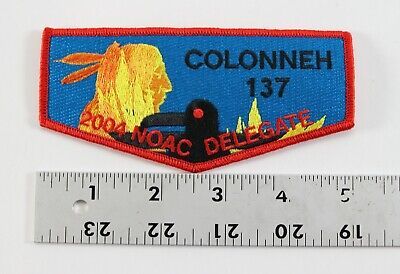 COLONNEH
137
2004 NOAC DELEGATE
1 2 3 4 5
23 22 21 20 19